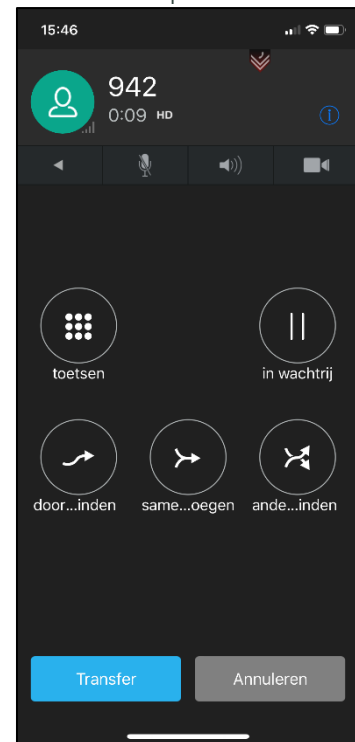 15:46
942
0:09 HD
toetsen
in wachtrij
door...inden
same...oegen
ande...inden
Transfer
Annuleren